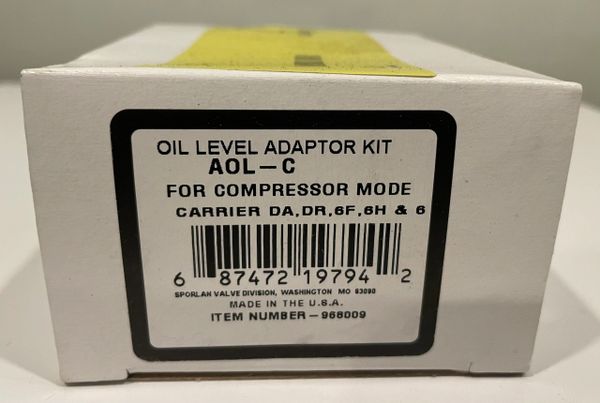 OIL LEVEL ADAPTOR KIT
AOL-C
FOR COMPRESSOR MODE
CARRIER DA,DR,6F,6H & 6
6 87472 19794 2
SPORLAN VALVE DIVISION, WASHINGTON MO 63090
MADE IN THE U.S.A.
ITEM NUMBER-966009